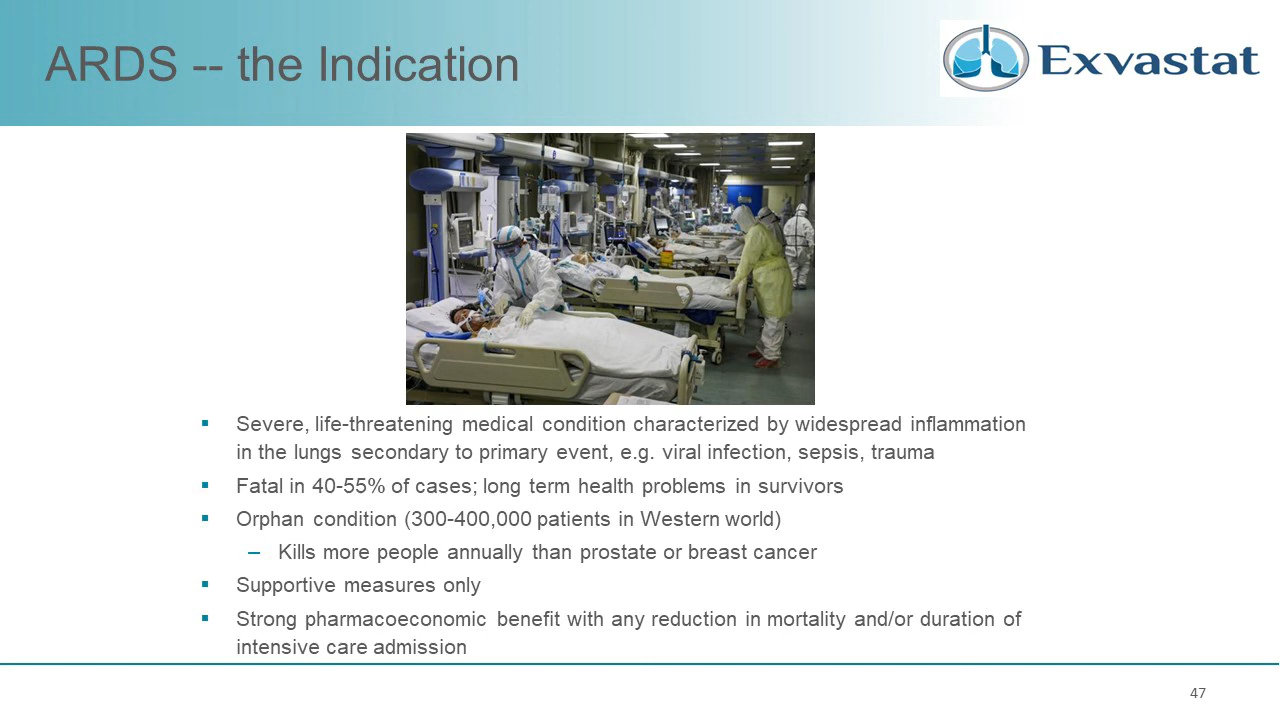 ARDS -- the Indication
Exvastat
▪ Severe, life-threatening medical condition characterized by widespread inflammation
in the lungs secondary to primary event, e.g. viral infection, sepsis, trauma
▪ Fatal in 40-55% of cases; long term health problems in survivors
▪ Orphan condition (300-400,000 patients in Western world)
– Kills more people annually than prostate or breast cancer
▪ Supportive measures only
▪ Strong pharmacoeconomic benefit with any reduction in mortality and/or duration of
intensive care admission
47